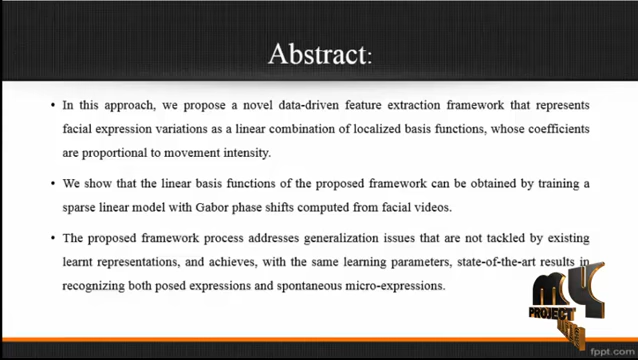 Abstract:
• In this approach, we propose a novel data-driven feature extraction framework that represents
facial expression variations as a linear combination of localized basis functions, whose coefficients
are proportional to movement intensity.
• We show that the linear basis functions of the proposed framework can be obtained by training a
sparse linear model with Gabor phase shifts computed from facial videos.
• The proposed framework process addresses generalization issues that are not tackled by existing
learnt representations, and achieves, with the same learning parameters, state-of-the-art results in
recognizing both posed expressions and spontaneous micro-expressions.
my
PROJECT
fppt.com